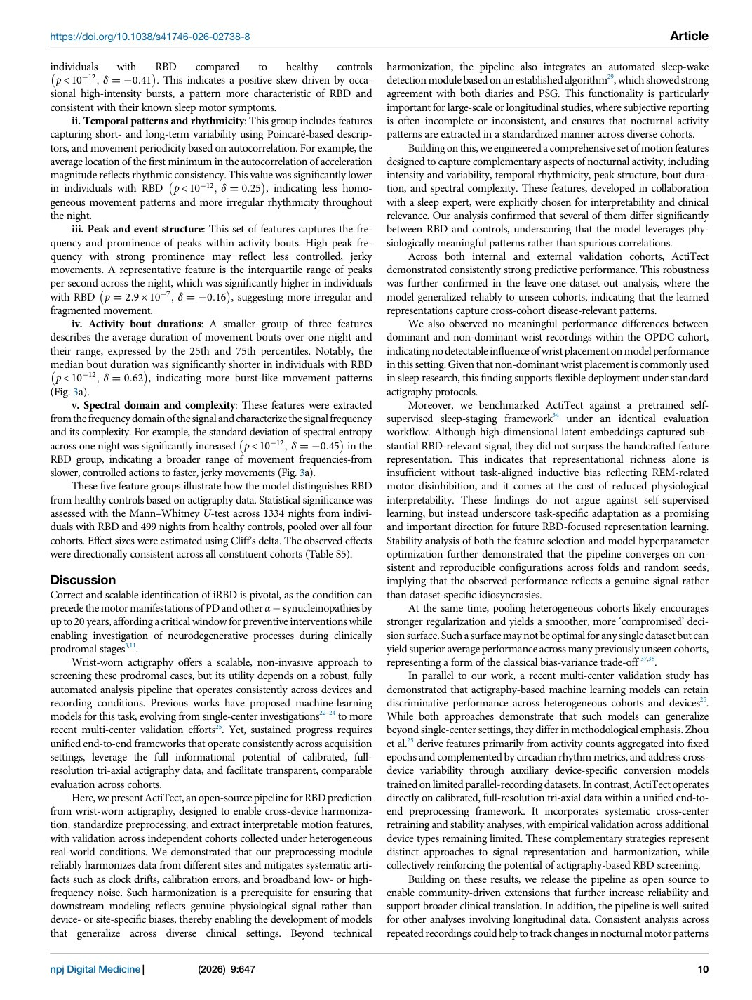 https://doi.org/10.1038/s41746-026-02738-8
Article
individuals with RBD compared to healthy controls
(p < 10⁻¹², δ = −0.41). This indicates a positive skew driven by occa-
sional high-intensity bursts, a pattern more characteristic of RBD and
consistent with their known sleep motor symptoms.
ii. Temporal patterns and rhythmicity: This group includes features
capturing short- and long-term variability using Poincaré-based descrip-
tors, and movement periodicity based on autocorrelation. For example, the
average location of the first minimum in the autocorrelation of acceleration
magnitude reflects rhythmic consistency. This value was significantly lower
in individuals with RBD (p < 10⁻¹², δ = 0.25), indicating less homo-
geneous movement patterns and more irregular rhythmicity throughout
the night.
iii. Peak and event structure: This set of features captures the fre-
quency and prominence of peaks within activity bouts. High peak fre-
quency with strong prominence may reflect less controlled, jerky
movements. A representative feature is the interquartile range of peaks
per second across the night, which was significantly higher in individuals
with RBD (p = 2.9 × 10⁻⁷, δ = −0.16), suggesting more irregular and
fragmented movement.
iv. Activity bout durations: A smaller group of three features
describes the average duration of movement bouts over one night and
their range, expressed by the 25th and 75th percentiles. Notably, the
median bout duration was significantly shorter in individuals with RBD
(p < 10⁻¹², δ = 0.62), indicating more burst-like movement patterns
(Fig. 3a).
v. Spectral domain and complexity: These features were extracted
from the frequency domain of the signal and characterize the signal frequency
and its complexity. For example, the standard deviation of spectral entropy
across one night was significantly increased (p < 10⁻¹², δ = −0.45) in the
RBD group, indicating a broader range of movement frequencies-from
slower, controlled actions to faster, jerky movements (Fig. 3a).
These five feature groups illustrate how the model distinguishes RBD
from healthy controls based on actigraphy data. Statistical significance was
assessed with the Mann–Whitney U-test across 1334 nights from indivi-
duals with RBD and 499 nights from healthy controls, pooled over all four
cohorts. Effect sizes were estimated using Cliff's delta. The observed effects
were directionally consistent across all constituent cohorts (Table S5).
Discussion
Correct and scalable identification of iRBD is pivotal, as the condition can
precede the motor manifestations of PD and other α − synucleinopathies by
up to 20 years, affording a critical window for preventive interventions while
enabling investigation of neurodegenerative processes during clinically
prodromal stages³,¹¹.
Wrist-worn actigraphy offers a scalable, non-invasive approach to
screening these prodromal cases, but its utility depends on a robust, fully
automated analysis pipeline that operates consistently across devices and
recording conditions. Previous works have proposed machine-learning
models for this task, evolving from single-center investigations²²⁻²⁴ to more
recent multi-center validation efforts²⁵. Yet, sustained progress requires
unified end-to-end frameworks that operate consistently across acquisition
settings, leverage the full informational potential of calibrated, full-
resolution tri-axial actigraphy data, and facilitate transparent, comparable
evaluation across cohorts.
Here, we present ActiTect, an open-source pipeline for RBD prediction
from wrist-worn actigraphy, designed to enable cross-device harmoniza-
tion, standardize preprocessing, and extract interpretable motion features,
with validation across independent cohorts collected under heterogeneous
real-world conditions. We demonstrated that our preprocessing module
reliably harmonizes data from different sites and mitigates systematic arti-
facts such as clock drifts, calibration errors, and broadband low- or high-
frequency noise. Such harmonization is a prerequisite for ensuring that
downstream modeling reflects genuine physiological signal rather than
device- or site-specific biases, thereby enabling the development of models
that generalize across diverse clinical settings. Beyond technical
harmonization, the pipeline also integrates an automated sleep-wake
detection module based on an established algorithm²⁹, which showed strong
agreement with both diaries and PSG. This functionality is particularly
important for large-scale or longitudinal studies, where subjective reporting
is often incomplete or inconsistent, and ensures that nocturnal activity
patterns are extracted in a standardized manner across diverse cohorts.
Building on this, we engineered a comprehensive set of motion features
designed to capture complementary aspects of nocturnal activity, including
intensity and variability, temporal rhythmicity, peak structure, bout dura-
tion, and spectral complexity. These features, developed in collaboration
with a sleep expert, were explicitly chosen for interpretability and clinical
relevance. Our analysis confirmed that several of them differ significantly
between RBD and controls, underscoring that the model leverages phy-
siologically meaningful patterns rather than spurious correlations.
Across both internal and external validation cohorts, ActiTect
demonstrated consistently strong predictive performance. This robustness
was further confirmed in the leave-one-dataset-out analysis, where the
model generalized reliably to unseen cohorts, indicating that the learned
representations capture cross-cohort disease-relevant patterns.
We also observed no meaningful performance differences between
dominant and non-dominant wrist recordings within the OPDC cohort,
indicating no detectable influence of wrist placement on model performance
in this setting. Given that non-dominant wrist placement is commonly used
in sleep research, this finding supports flexible deployment under standard
actigraphy protocols.
Moreover, we benchmarked ActiTect against a pretrained self-
supervised sleep-staging framework³⁴ under an identical evaluation
workflow. Although high-dimensional latent embeddings captured sub-
stantial RBD-relevant signal, they did not surpass the handcrafted feature
representation. This indicates that representational richness alone is
insufficient without task-aligned inductive bias reflecting REM-related
motor disinhibition, and it comes at the cost of reduced physiological
interpretability. These findings do not argue against self-supervised
learning, but instead underscore task-specific adaptation as a promising
and important direction for future RBD-focused representation learning.
Stability analysis of both the feature selection and model hyperparameter
optimization further demonstrated that the pipeline converges on con-
sistent and reproducible configurations across folds and random seeds,
implying that the observed performance reflects a genuine signal rather
than dataset-specific idiosyncrasies.
At the same time, pooling heterogeneous cohorts likely encourages
stronger regularization and yields a smoother, more 'compromised' deci-
sion surface. Such a surface may not be optimal for any single dataset but can
yield superior average performance across many previously unseen cohorts,
representing a form of the classical bias-variance trade-off ³⁷,³⁸.
In parallel to our work, a recent multi-center validation study has
demonstrated that actigraphy-based machine learning models can retain
discriminative performance across heterogeneous cohorts and devices²⁵.
While both approaches demonstrate that such models can generalize
beyond single-center settings, they differ in methodological emphasis. Zhou
et al.²⁵ derive features primarily from activity counts aggregated into fixed
epochs and complemented by circadian rhythm metrics, and address cross-
device variability through auxiliary device-specific conversion models
trained on limited parallel-recording datasets. In contrast, ActiTect operates
directly on calibrated, full-resolution tri-axial data within a unified end-to-
end preprocessing framework. It incorporates systematic cross-center
retraining and stability analyses, with empirical validation across additional
device types remaining limited. These complementary strategies represent
distinct approaches to signal representation and harmonization, while
collectively reinforcing the potential of actigraphy-based RBD screening.
Building on these results, we release the pipeline as open source to
enable community-driven extensions that further increase reliability and
support broader clinical translation. In addition, the pipeline is well-suited
for other analyses involving longitudinal data. Consistent analysis across
repeated recordings could help to track changes in nocturnal motor patterns
npj Digital Medicine | (2026) 9:647
10